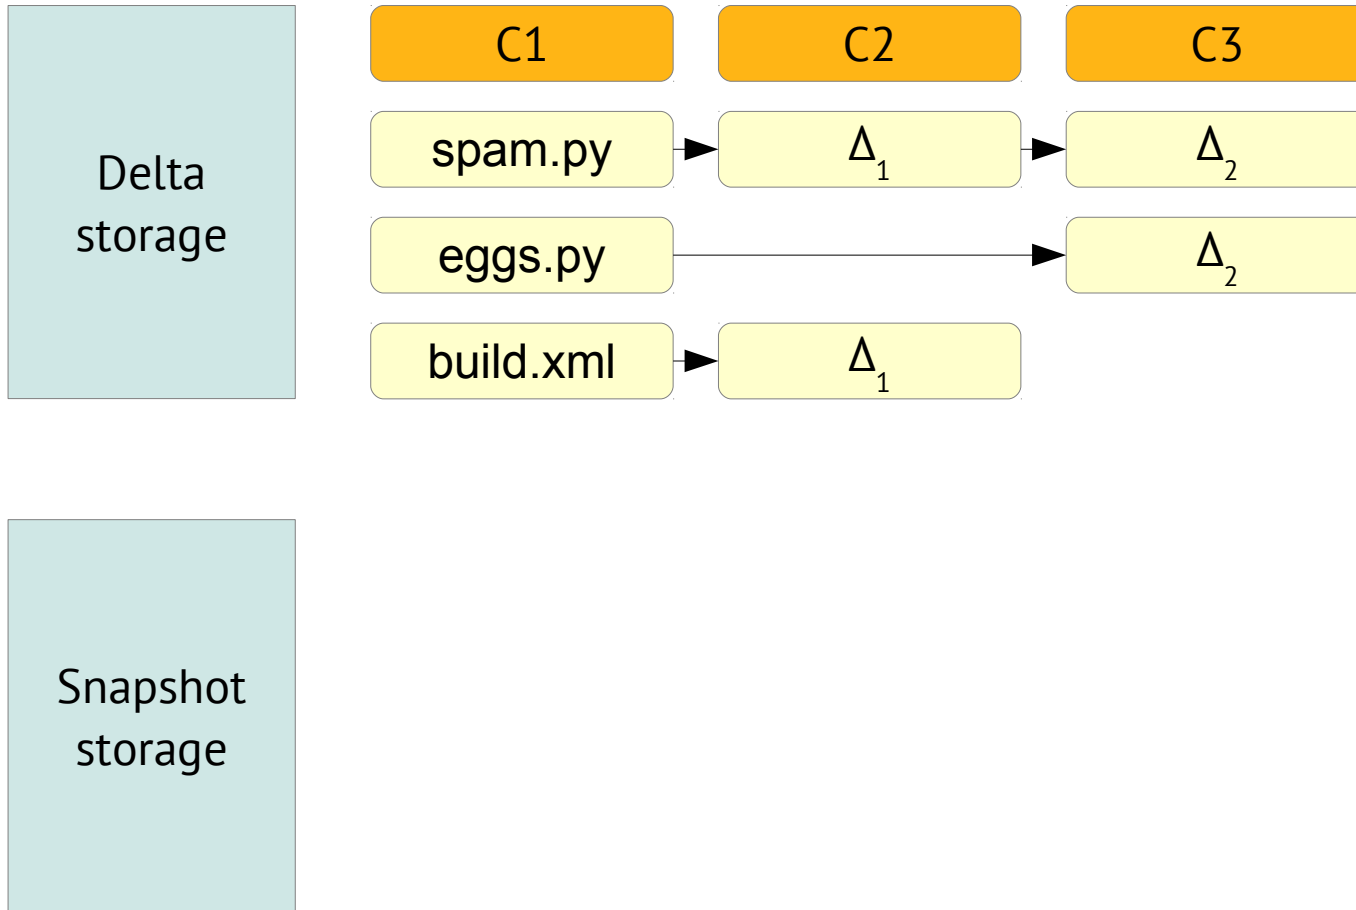 Delta
storage
C1 C2 C3
spam.py Δ1 Δ2
eggs.py Δ2
build.xml Δ1
Snapshot
storage